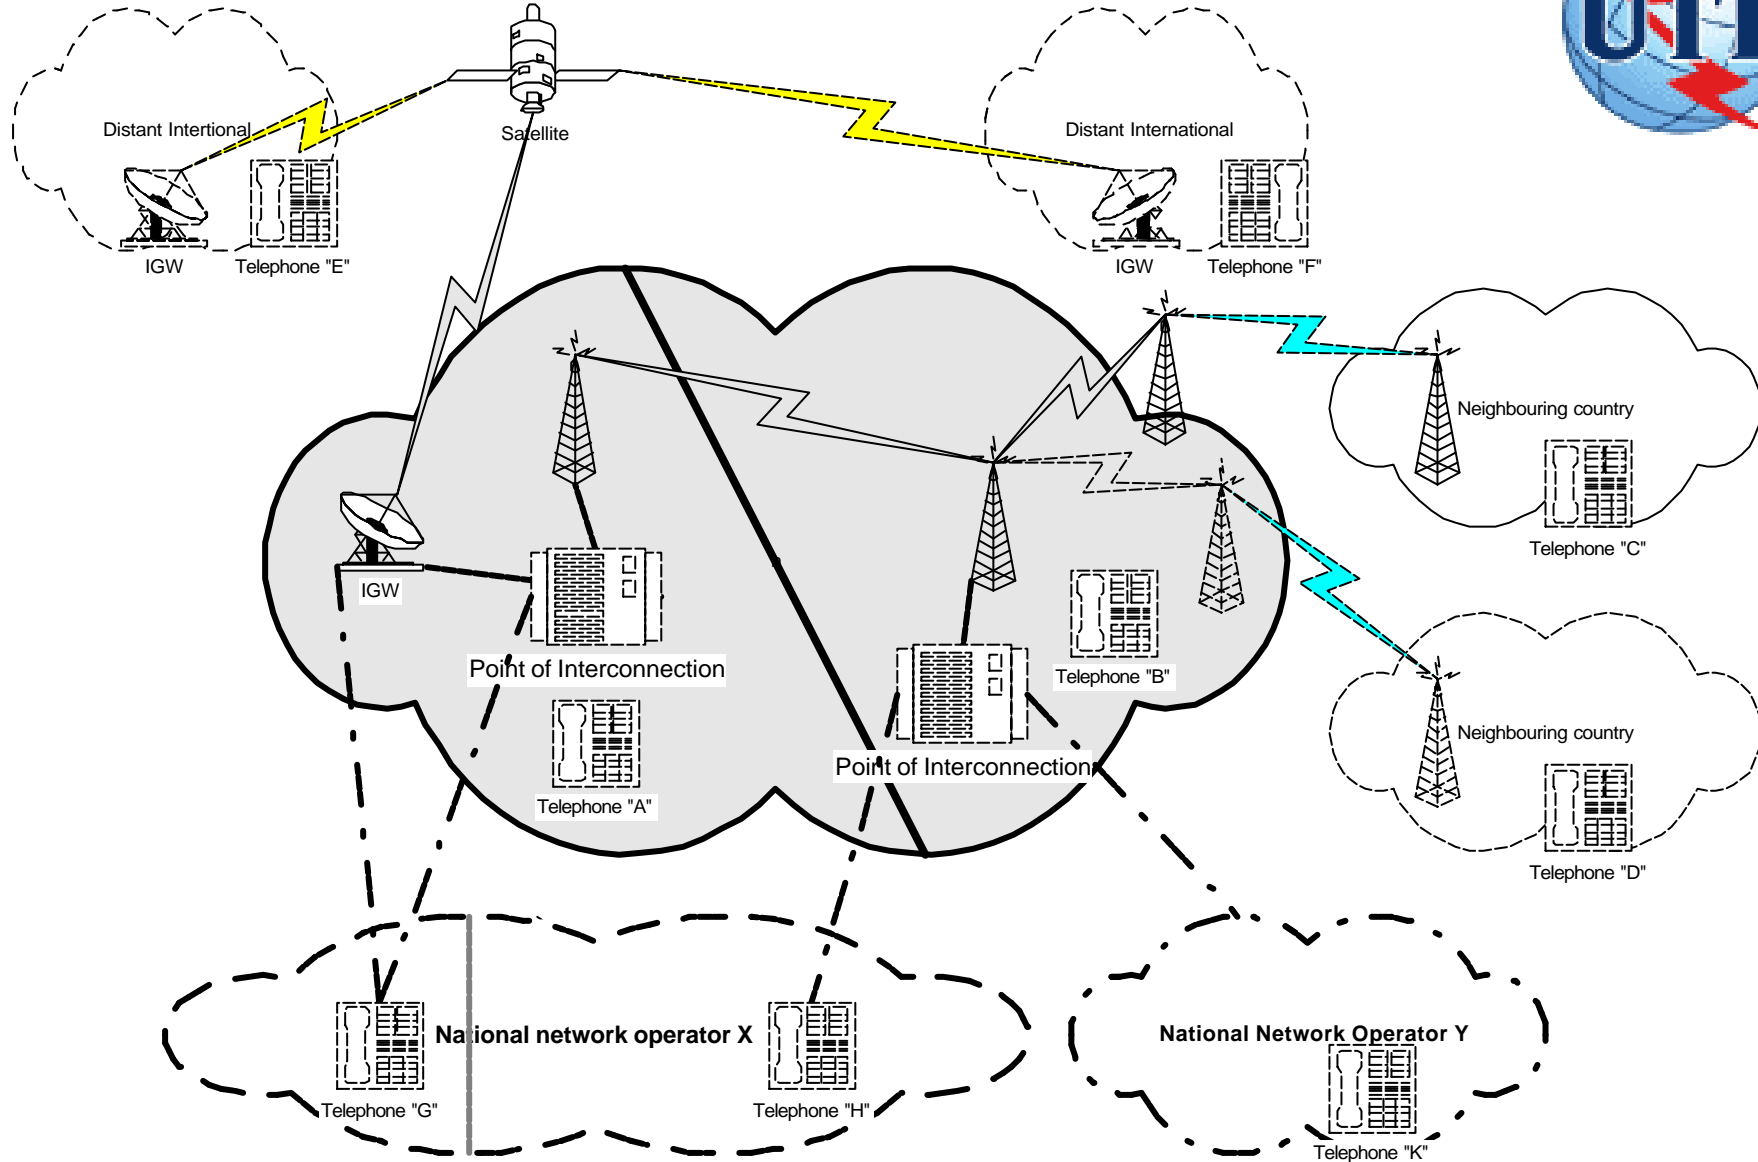 Distant Intertional
Satellite
Distant International
IGW
Telephone "E"
IGW
Telephone "F"
Neighbouring country
Telephone "C"
IGW
Point of Interconnection
Telephone "B"
Telephone "A"
Point of Interconnection
Neighbouring country
Telephone "D"
National network operator X
National Network Operator Y
Telephone "G"
Telephone "H"
Telephone "K"